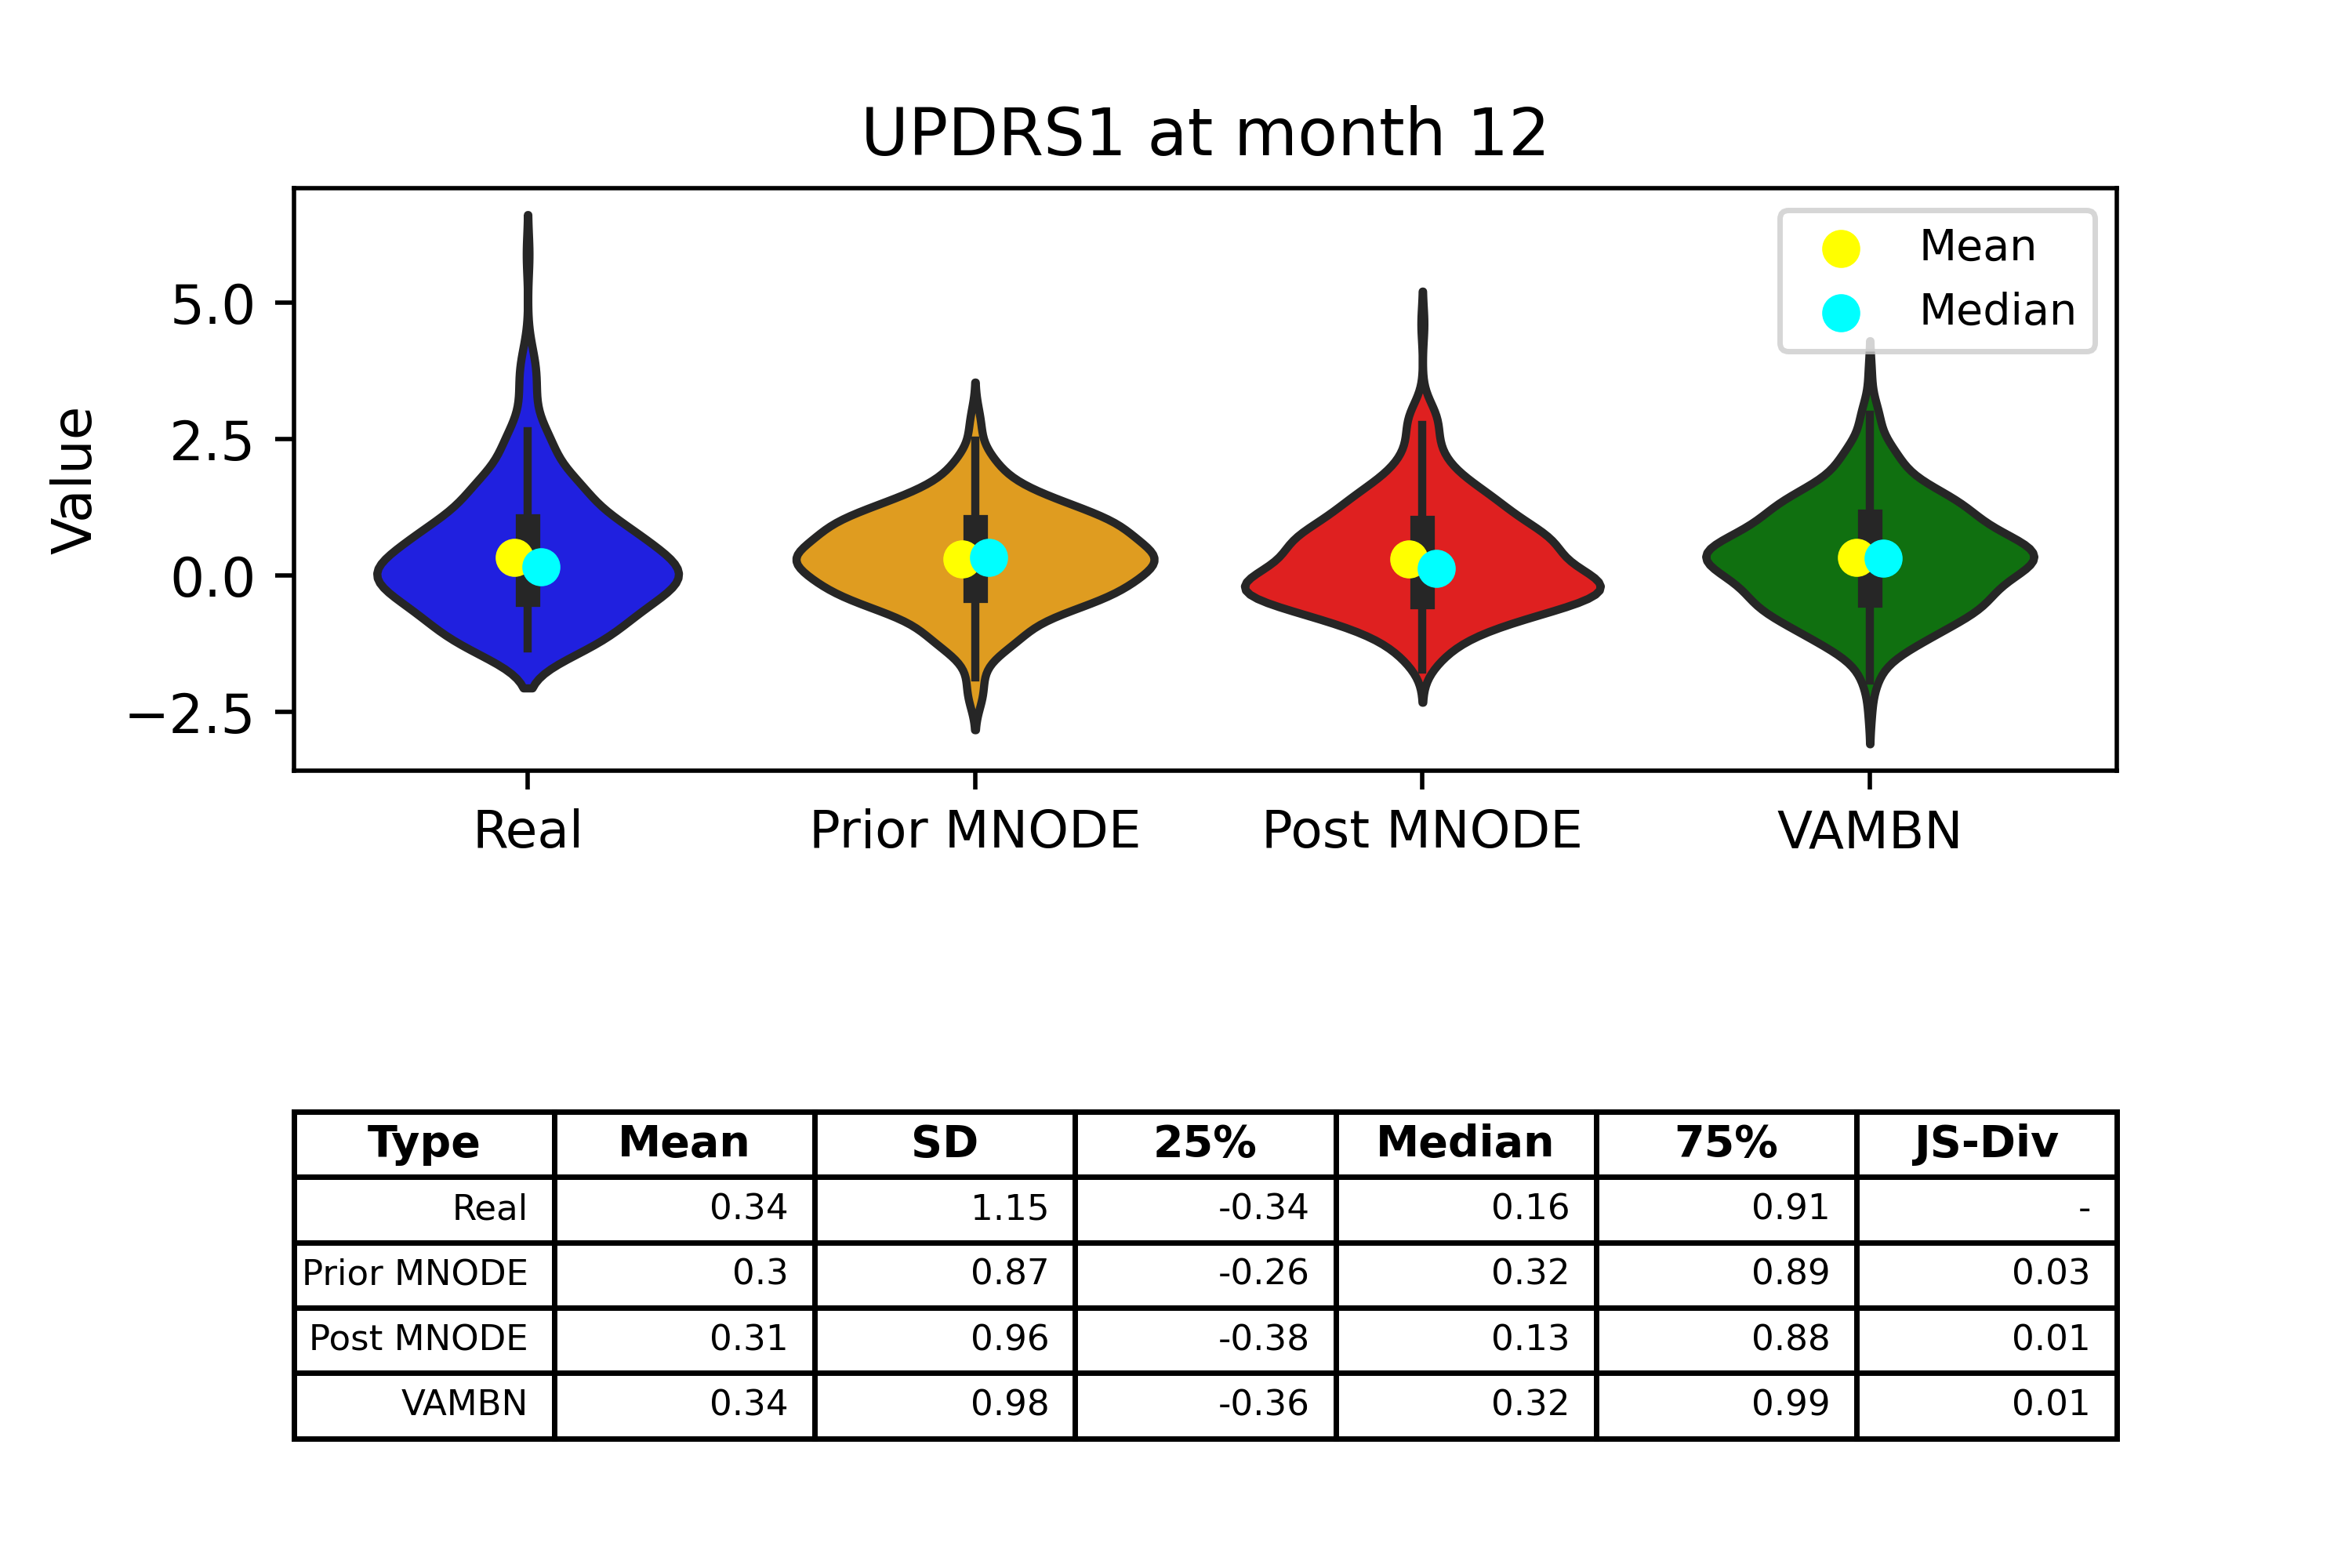 UPDRS1 at month 12
Mean
Median
Value
5.0
2.5
0.0
−2.5
Real Prior MNODE Post MNODE VAMBN
Type Mean SD 25% Median 75% JS-Div
Real 0.34 1.15 -0.34 0.16 0.91 -
Prior MNODE 0.3 0.87 -0.26 0.32 0.89 0.03
Post MNODE 0.31 0.96 -0.38 0.13 0.88 0.01
VAMBN 0.34 0.98 -0.36 0.32 0.99 0.01